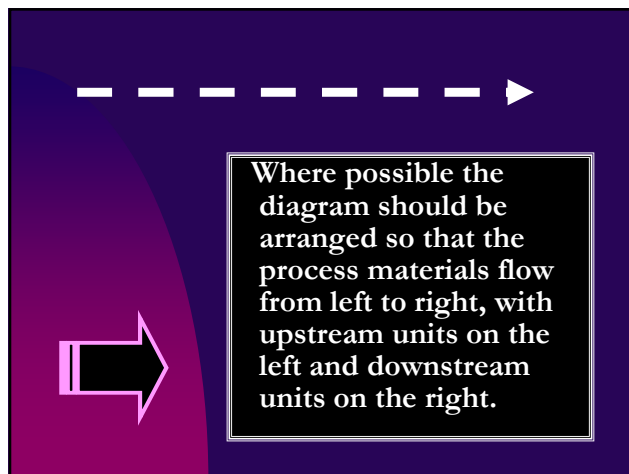 Where possible the
diagram should be
arranged so that the
process materials flow
from left to right, with
upstream units on the
left and downstream
units on the right.